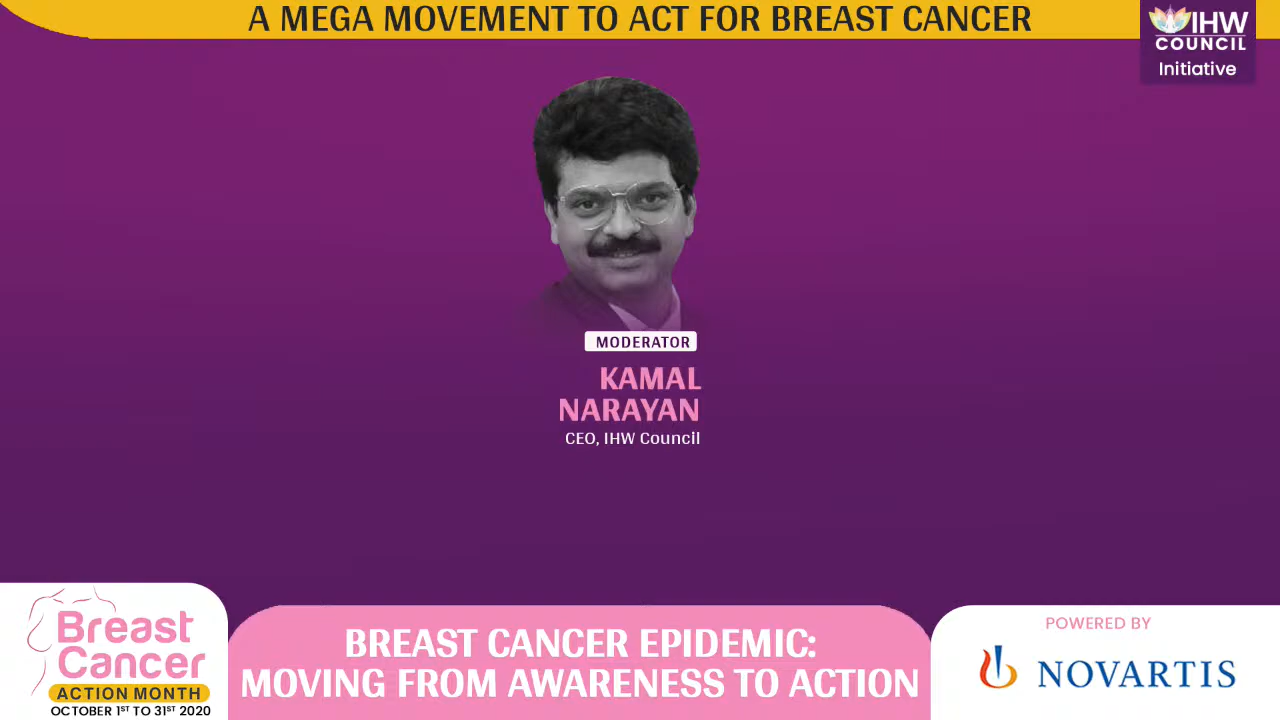 A MEGA MOVEMENT TO ACT FOR BREAST CANCER
IHW
COUNCIL
Initiative
MODERATOR
KAMAL
NARAYAN
CEO, IHW Council
Breast
Cancer
ACTION MONTH
OCTOBER 1ST TO 31ST 2020
BREAST CANCER EPIDEMIC:
MOVING FROM AWARENESS TO ACTION
POWERED BY
NOVARTIS